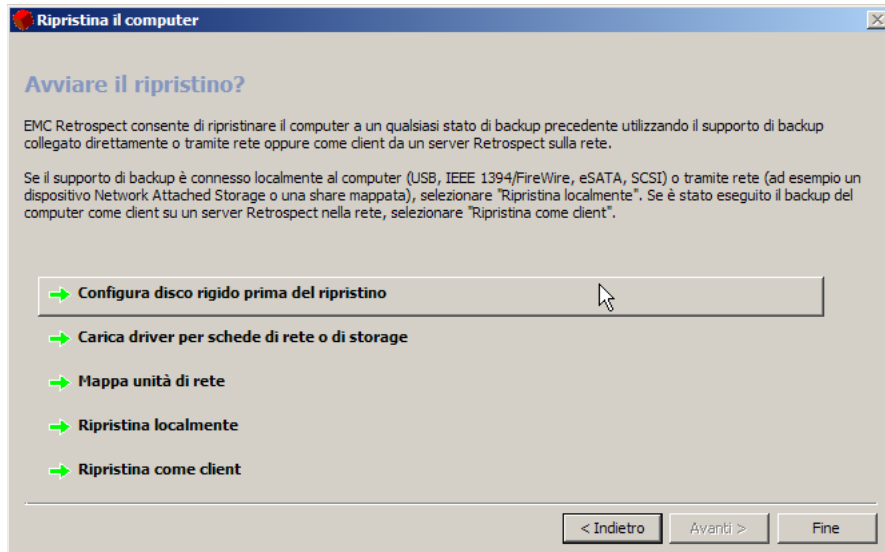 Ripristina il computer
Avviare il ripristino?
EMC Retrospect consente di ripristinare il computer a un qualsiasi stato di backup precedente utilizzando il supporto di backup
collegato direttamente o tramite rete oppure come client da un server Retrospect sulla rete.
Se il supporto di backup è connesso localmente al computer (USB, IEEE 1394/FireWire, eSATA, SCSI) o tramite rete (ad esempio un
dispositivo Network Attached Storage o una share mappata), selezionare "Ripristina localmente". Se è stato eseguito il backup del
computer come client su un server Retrospect nella rete, selezionare "Ripristina come client".
Configura disco rigido prima del ripristino
Carica driver per schede di rete o di storage
Mappa unità di rete
Ripristina localmente
Ripristina come client
< Indietro Avanti > Fine